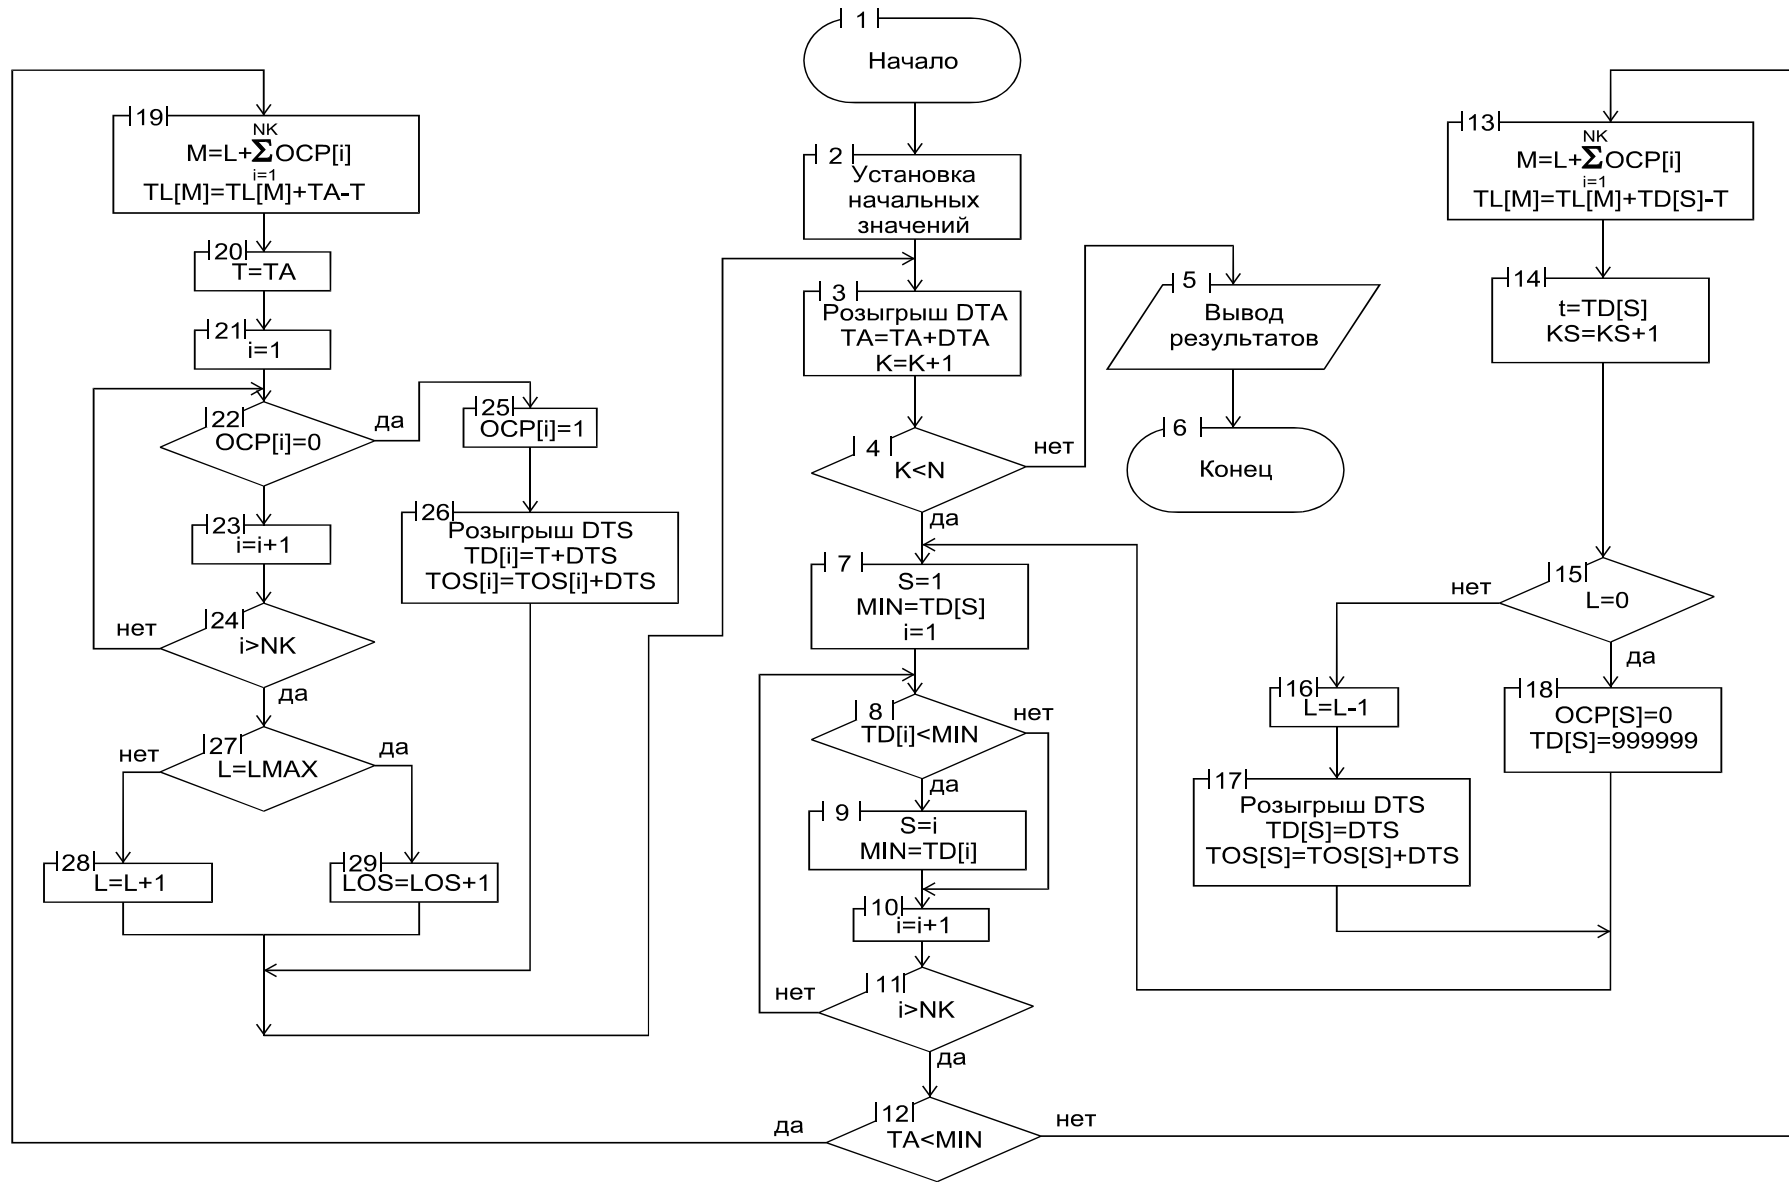 1
Начало
2
Установка
начальных
значений
3
Розыгрыш DTA
TA=TA+DTA
K=K+1
4
K<N
нет
да
5
Вывод
результатов
6
Конец
7
S=1
MIN=TD[S]
i=1
8
TD[i]<MIN
нет
да
9
S=i
MIN=TD[i]
10
i=i+1
11
i>NK
нет
да
12
TA<MIN
да
нет
13
NK
M=L+ΣOCP[i]
i=1
TL[M]=TL[M]+TD[S]-T
14
t=TD[S]
KS=KS+1
15
L=0
нет
да
16
L=L-1
17
Розыгрыш DTS
TD[S]=DTS
TOS[S]=TOS[S]+DTS
18
OCP[S]=0
TD[S]=999999
19
NK
M=L+ΣOCP[i]
i=1
TL[M]=TL[M]+TA-T
20
T=TA
21
i=1
22
OCP[i]=0
да
23
i=i+1
24
i>NK
нет
да
25
OCP[i]=1
26
Розыгрыш DTS
TD[i]=T+DTS
TOS[i]=TOS[i]+DTS
27
L=LMAX
нет
да
28
L=L+1
29
LOS=LOS+1